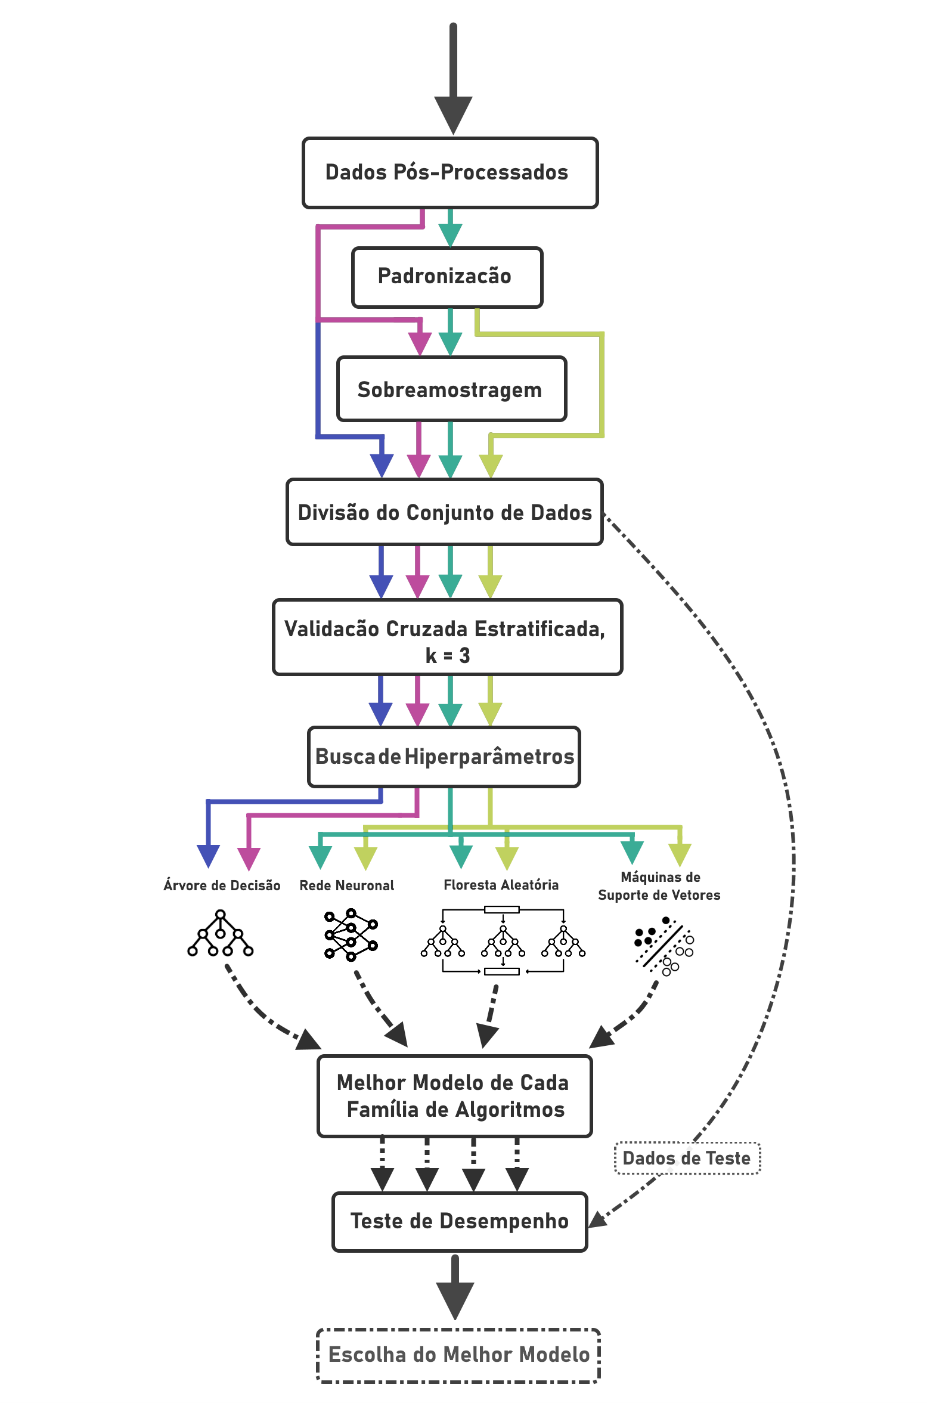 Dados Pós-Processados
Padronizacão
Sobreamostragem
Divisão do Conjunto de Dados
Validacão Cruzada Estratificada,
k = 3
Busca de Hiperparâmetros
Árvore de Decisão
Rede Neuronal
Floresta Aleatória
Máquinas de
Suporte de Vetores
Melhor Modelo de Cada
Família de Algoritmos
Dados de Teste
Teste de Desempenho
Escolha do Melhor Modelo